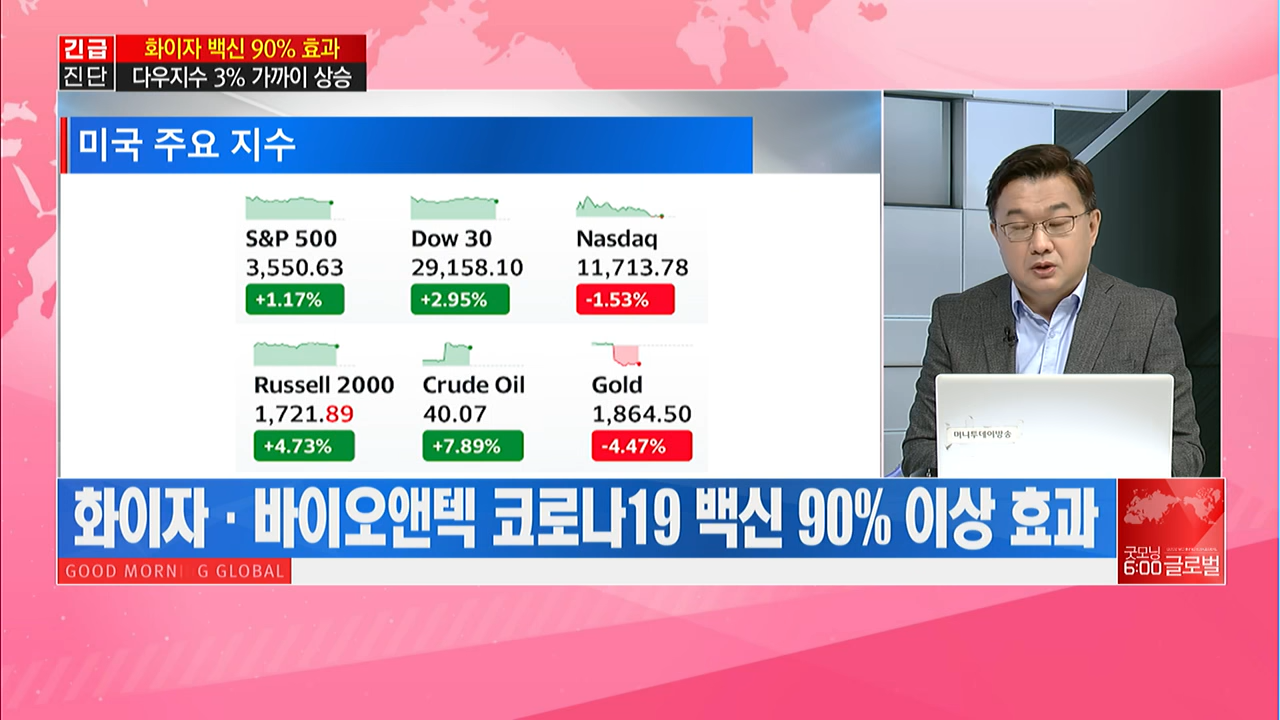 긴급
진단
화이자 백신 90% 효과
다우지수 3% 가까이 상승
미국 주요 지수
S&P 500
3,550.63
+1.17%
Dow 30
29,158.10
+2.95%
Nasdaq
11,713.78
-1.53%
Russell 2000
1,721.89
+4.73%
Crude Oil
40.07
+7.89%
Gold
1,864.50
-4.47%
머니투데이방송
화이자 · 바이오앤텍 코로나19 백신 90% 이상 효과
GOOD MORNI G GLOBAL
굿모닝
6:00 글로벌